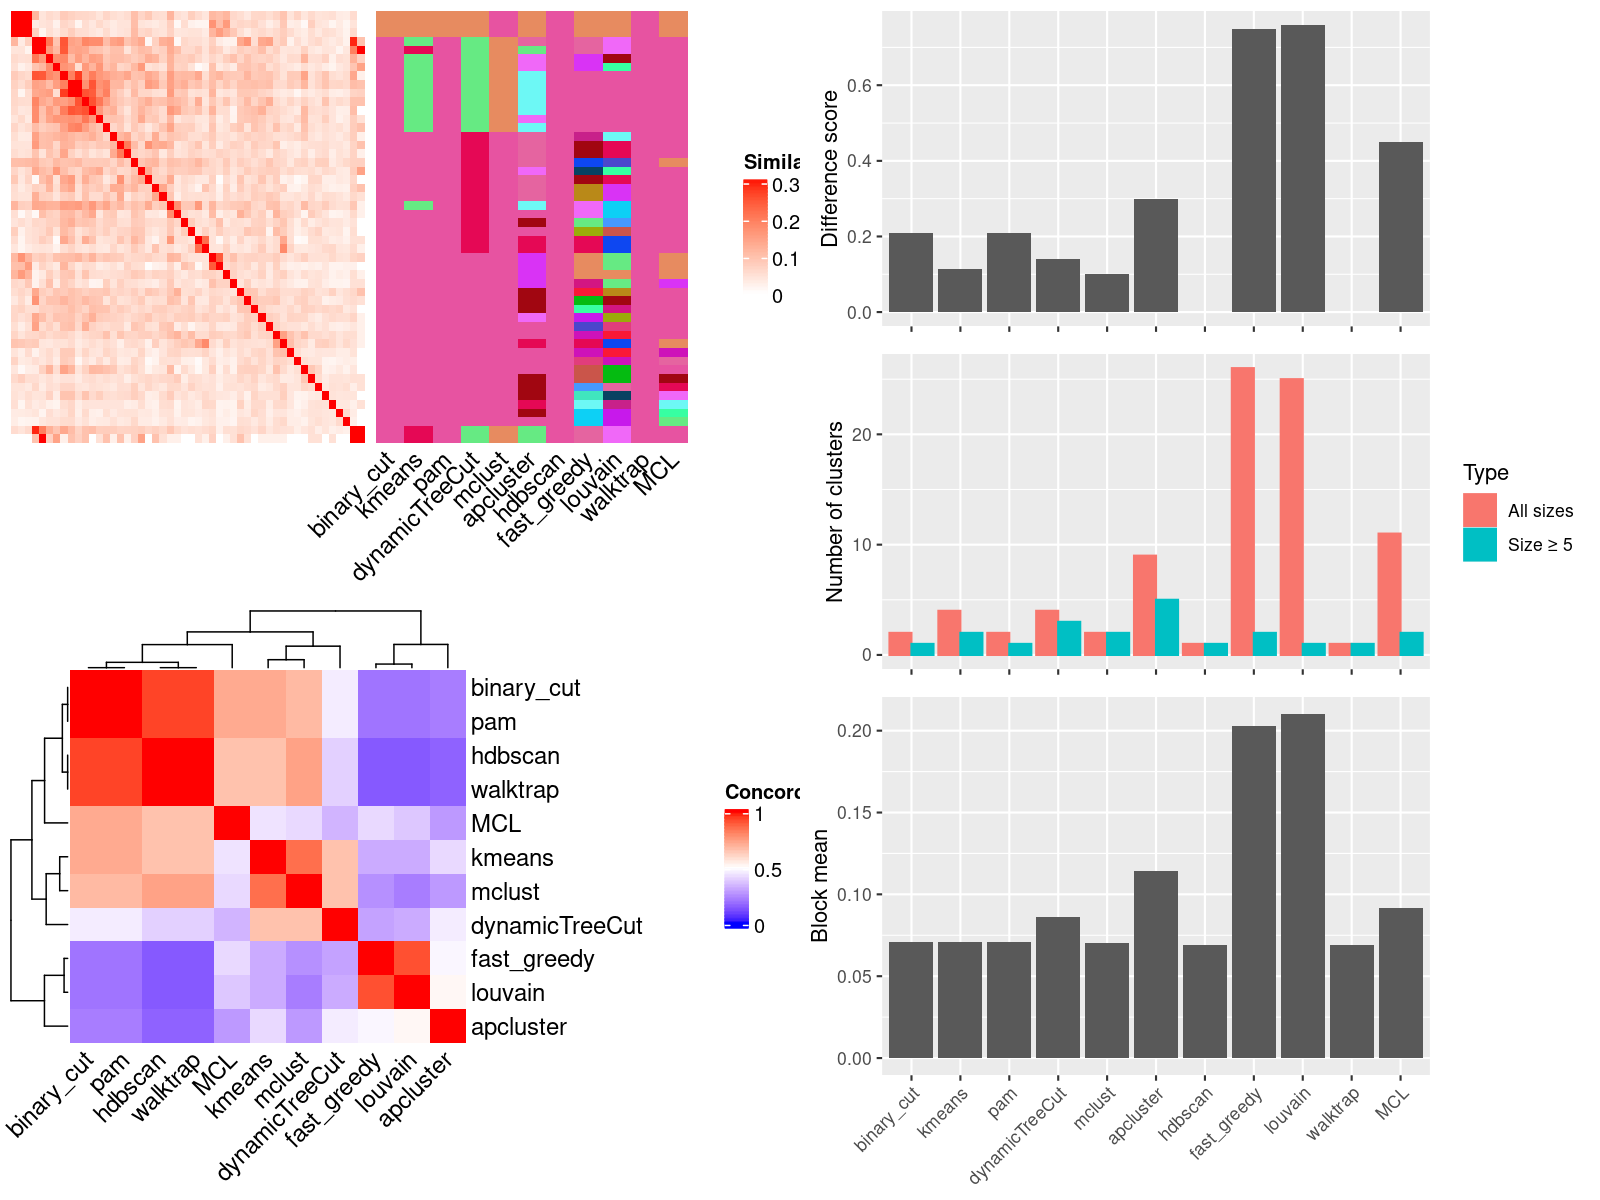 Simila
0.3
0.2
0.1
0
binary_cut
kmeans
pam
dynamicTreeCut
mclust
apcluster
hdbscan
fast_greedy
louvain
walktrap
MCL
binary_cut
pam
hdbscan
walktrap
MCL
kmeans
mclust
dynamicTreeCut
fast_greedy
louvain
apcluster
Concord
1
0.5
0
binary_cut
pam
hdbscan
walktrap
MCL
kmeans
mclust
dynamicTreeCut
fast_greedy
louvain
apcluster
Difference score
0.6
0.4
0.2
0.0
Number of clusters
20
10
0
Type
All sizes
Size ≥ 5
Block mean
0.20
0.15
0.10
0.05
0.00
binary_cut
kmeans
pam
dynamicTreeCut
mclust
apcluster
hdbscan
fast_greedy
louvain
walktrap
MCL